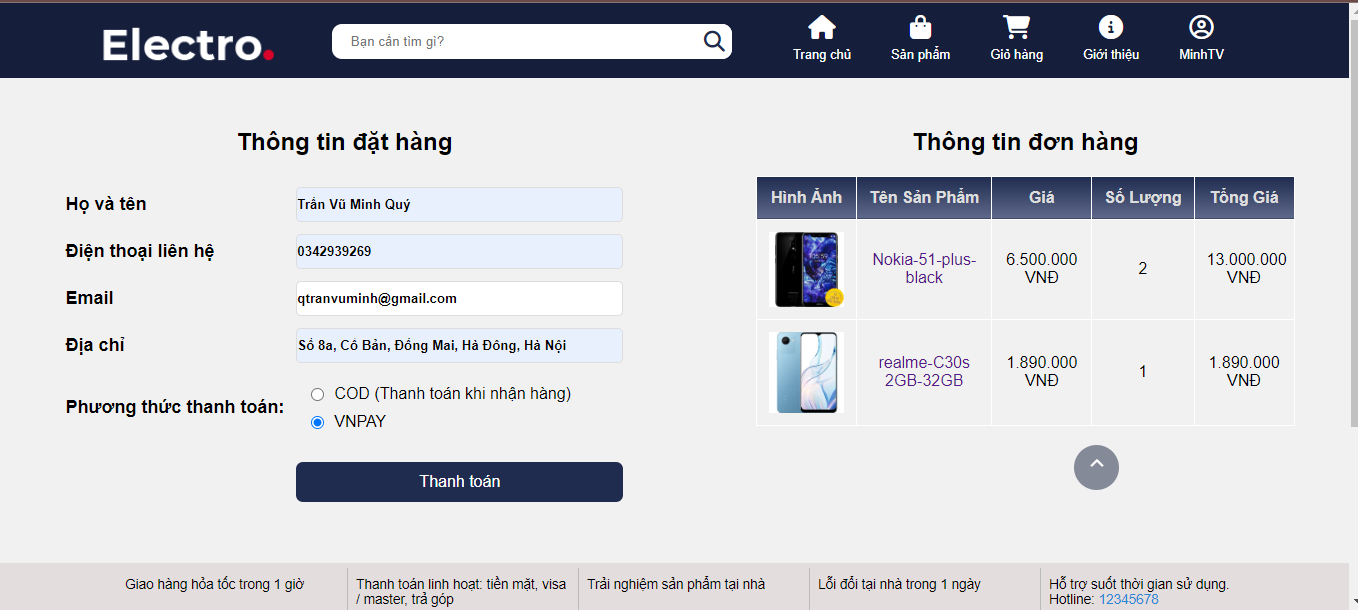 Electro.
Bạn cần tìm gì?
Trang chủ
Sản phẩm
Giỏ hàng
Giới thiệu
MinhTV
Thông tin đặt hàng
Họ và tên
Trần Vũ Minh Quý
Điện thoại liên hệ
0342939269
Email
qtranvuminh@gmail.com
Địa chỉ
Số 8a, Cô Bản, Đồng Mai, Hà Đông, Hà Nội
Phương thức thanh toán:
COD (Thanh toán khi nhận hàng)
VNPAY
Thanh toán
Thông tin đơn hàng
Hình Ảnh Tên Sản Phẩm Giá Số Lượng Tổng Giá
Nokia-51-plus-
black
6.500.000
VNĐ
2
13.000.000
VNĐ
realme-C30s
2GB-32GB
1.890.000
VNĐ
1
1.890.000
VNĐ
Giao hàng hỏa tốc trong 1 giờ
Thanh toán linh hoạt: tiền mặt, visa
/ master, trả góp
Trải nghiệm sản phẩm tại nhà
Lỗi đổi tại nhà trong 1 ngày
Hỗ trợ suốt thời gian sử dụng.
Hotline: 12345678